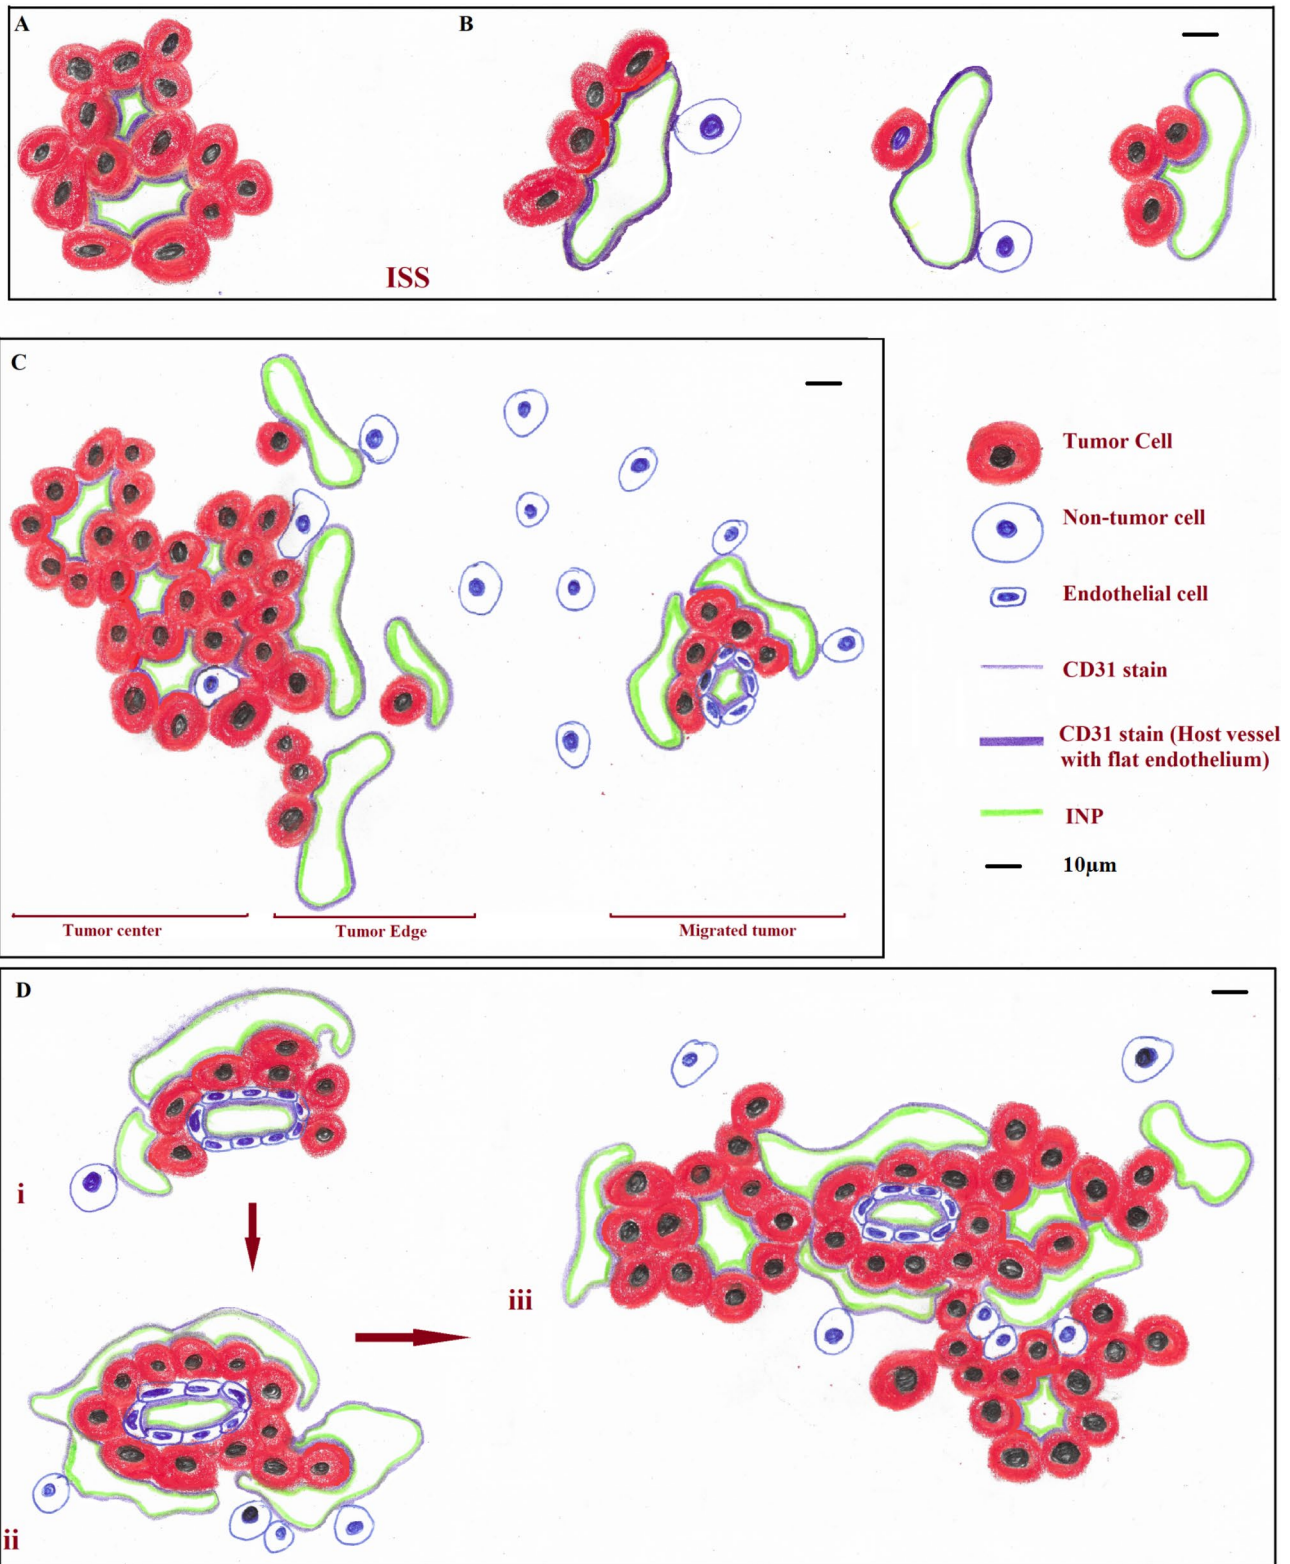 A
B
ISS
C
Tumor Cell
Non-tumor cell
Endothelial cell
CD31 stain
CD31 stain (Host vessel
with flat endothelium)
INP
10μm
Tumor center
Tumor Edge
Migrated tumor
D
i
iii
ii